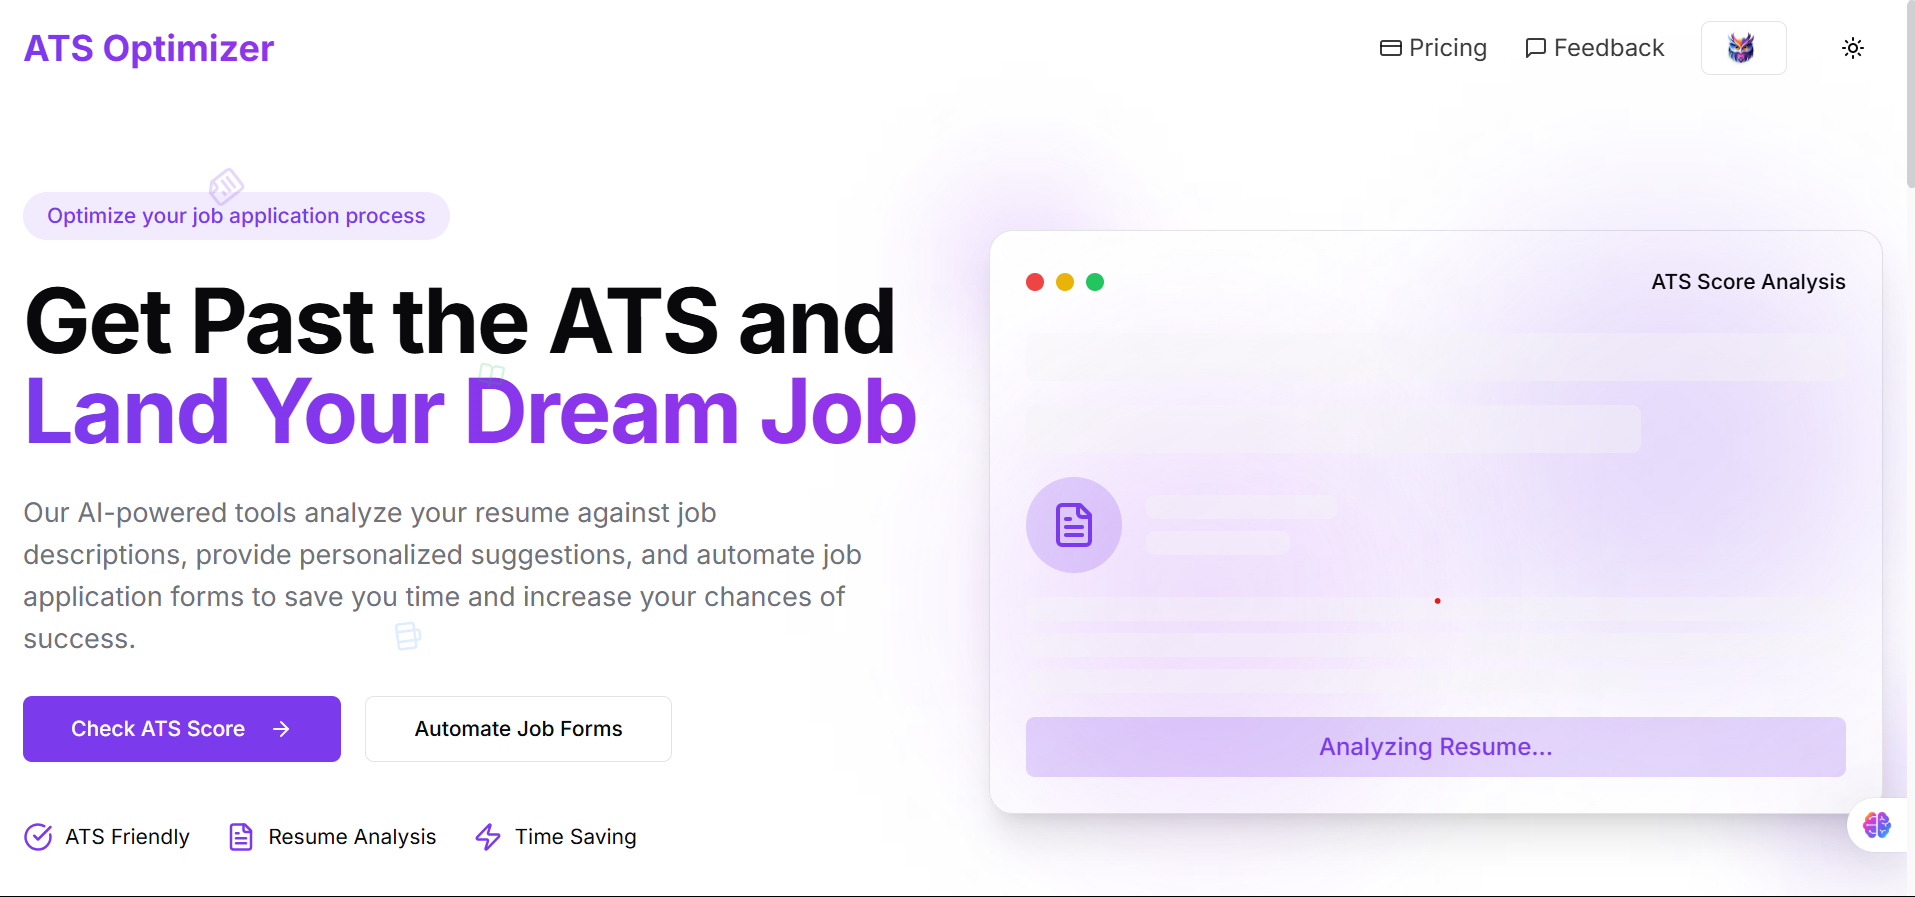 ATS Optimizer
Pricing
Feedback
Optimize your job application process
Get Past the ATS and
Land Your Dream Job
Our AI-powered tools analyze your resume against job
descriptions, provide personalized suggestions, and automate job
application forms to save you time and increase your chances of
success.
Check ATS Score
Automate Job Forms
ATS Friendly
Resume Analysis
Time Saving
ATS Score Analysis
Analyzing Resume...